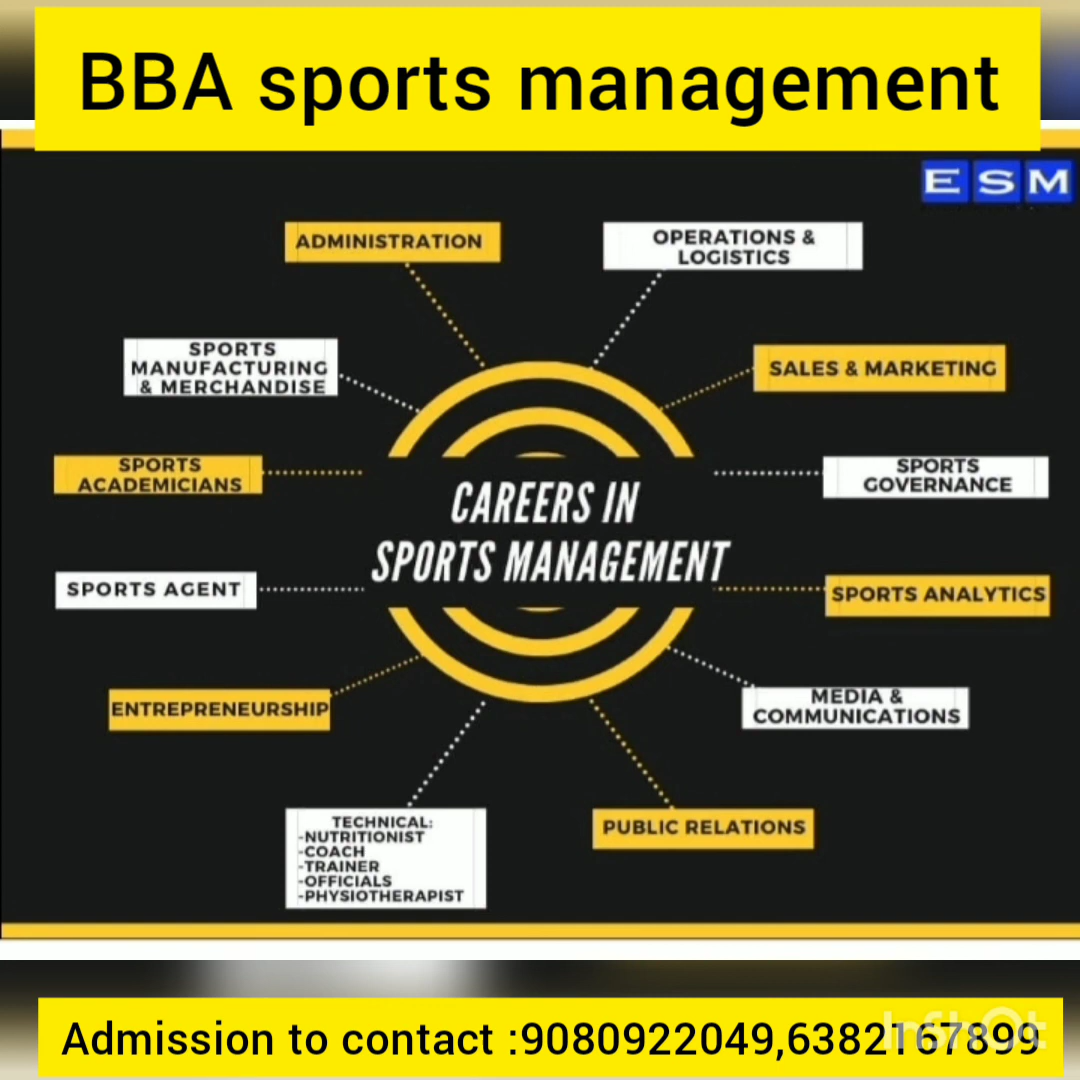 BBA sports management
ESM
ADMINISTRATION
OPERATIONS &
LOGISTICS
SPORTS
MANUFACTURING
& MERCHANDISE
SALES & MARKETING
SPORTS
ACADEMICIANS
SPORTS
GOVERNANCE
CAREERS IN
SPORTS MANAGEMENT
SPORTS AGENT
SPORTS ANALYTICS
ENTREPRENEURSHIP
MEDIA &
COMMUNICATIONS
TECHNICAL:
-NUTRITIONIST
-COACH
-TRAINER
-OFFICIALS
-PHYSIOTHERAPIST
PUBLIC RELATIONS
Admission to contact :9080922049,6382167899
InShOt